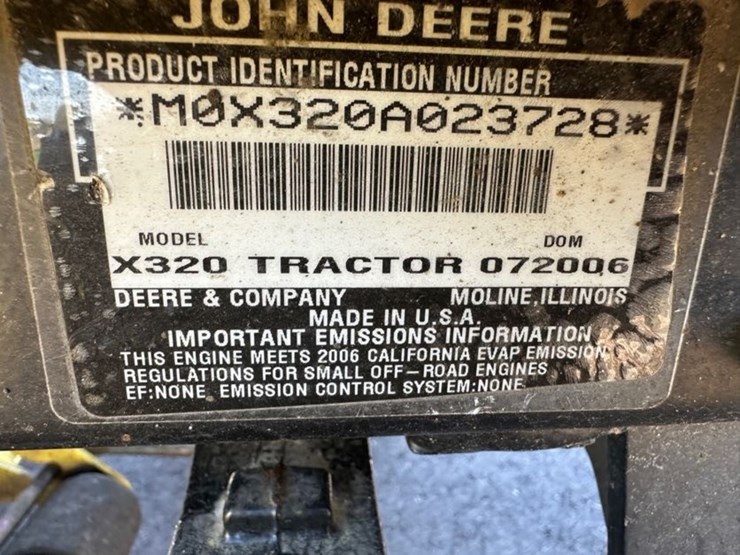 JOHN DEERE
PRODUCT IDENTIFICATION NUMBER
*M0X320A023728*
MODEL DOM
X320 TRACTOR 072006
DEERE & COMPANY MOLINE, ILLINOIS
MADE IN U.S.A.
IMPORTANT EMISSIONS INFORMATION
THIS ENGINE MEETS 2006 CALIFORNIA EVAP EMISSION
REGULATIONS FOR SMALL OFF-ROAD ENGINES
EF:NONE EMISSION CONTROL SYSTEM:NONE